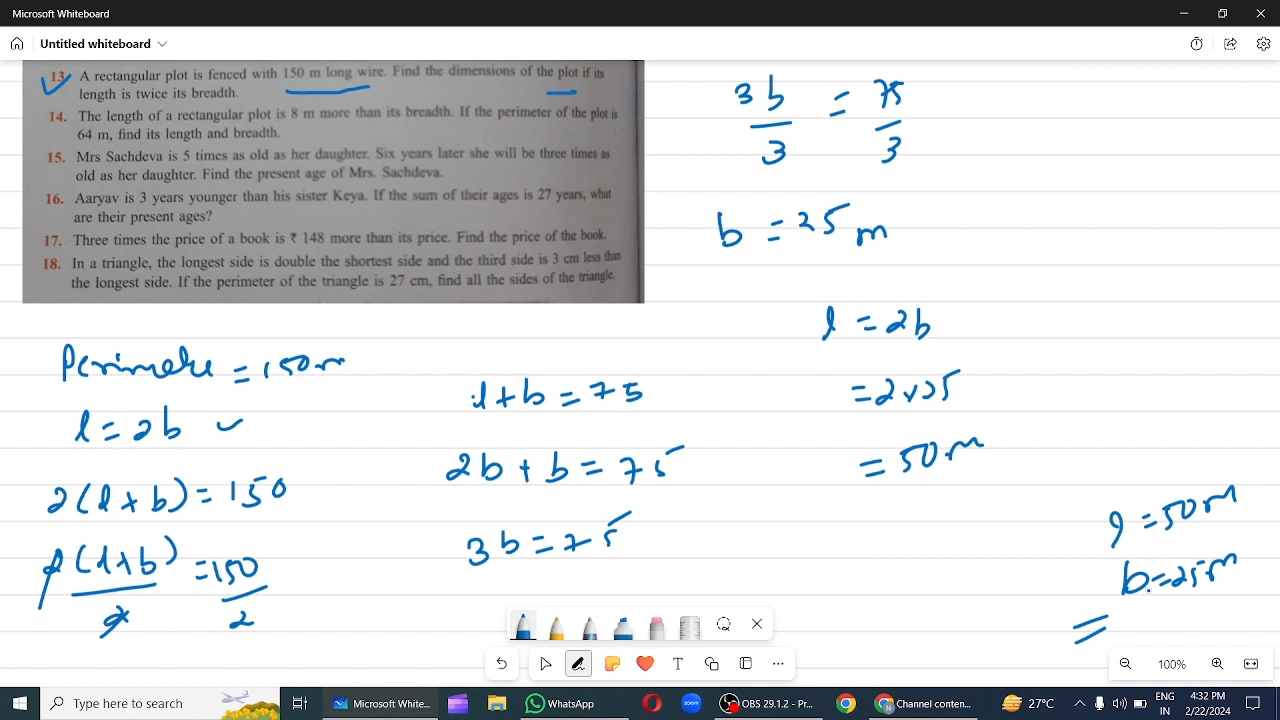 Microsoft Whiteboard
Untitled whiteboard
13. A rectangular plot is fenced with 150 m long wire. Find the dimensions of the plot if its
length is twice its breadth.
14. The length of a rectangular plot is 8 m more than its breadth. If the perimeter of the plot is
64 m, find its length and breadth.
15. Mrs Sachdeva is 5 times as old as her daughter. Six years later she will be three times as
old as her daughter. Find the present age of Mrs. Sachdeva.
16. Aaryav is 3 years younger than his sister Keya. If the sum of their ages is 27 years, what
are their present ages?
17. Three times the price of a book is ₹ 148 more than its price. Find the price of the book.
18. In a triangle, the longest side is double the shortest side and the third side is 3 cm less than
the longest side. If the perimeter of the triangle is 27 cm, find all the sides of the triangle.
Perimeter = 150 m
l = 2b
2(l + b) = 150
2(l+b) = 150
2 2
l + b = 75
2b + b = 75
3b = 75
3b = 75
3 3
b = 25 m
l = 2b
= 2 × 25
= 50 m
l = 50 m
b = 25 m
100%
Type here to search
Microsoft White...
WhatsApp
zoom
OBS 29.1.2 - Pr...
Channel conten...
27°C
ENG
IN
4:32 PM
2/22/2024